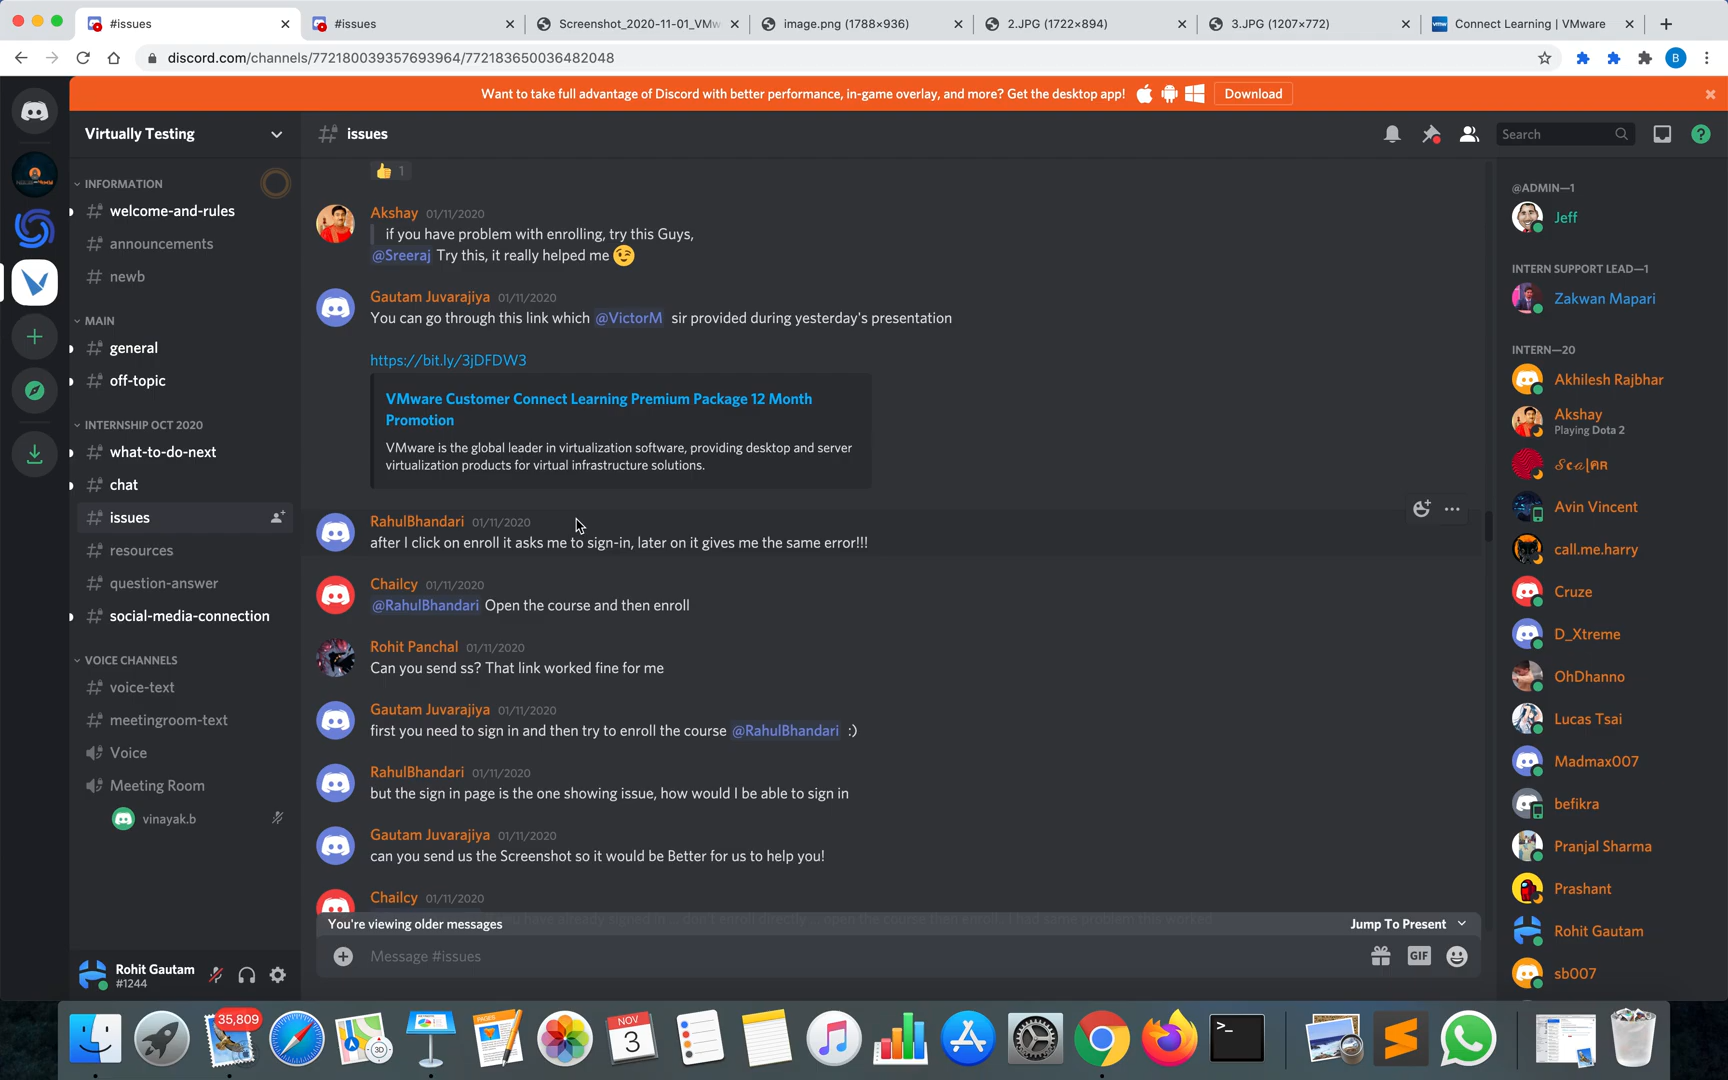 #issues
#issues
Screenshot_2020-11-01_VMw
image.png (1788×936)
2.JPG (1722×894)
3.JPG (1207×772)
Connect Learning | VMware
discord.com/channels/772180039357693964/772183650036482048
B
Want to take full advantage of Discord with better performance, in-game overlay, and more? Get the desktop app!
Download
Virtually Testing
issues
Search
INFORMATION
welcome-and-rules
announcements
newb
MAIN
general
off-topic
INTERNSHIP OCT 2020
what-to-do-next
chat
issues
resources
question-answer
social-media-connection
VOICE CHANNELS
voice-text
meetingroom-text
Voice
Meeting Room
vinayak.b
Rohit Gautam
#1244
1
Akshay 01/11/2020
if you have problem with enrolling, try this Guys,
@Sreeraj Try this, it really helped me
Gautam Juvarajiya 01/11/2020
You can go through this link which @VictorM sir provided during yesterday's presentation
https://bit.ly/3jDFDW3
VMware Customer Connect Learning Premium Package 12 Month
Promotion
VMware is the global leader in virtualization software, providing desktop and server
virtualization products for virtual infrastructure solutions.
RahulBhandari 01/11/2020
after I click on enroll it asks me to sign-in, later on it gives me the same error!!!
Chailcy 01/11/2020
@RahulBhandari Open the course and then enroll
Rohit Panchal 01/11/2020
Can you send ss? That link worked fine for me
Gautam Juvarajiya 01/11/2020
first you need to sign in and then try to enroll the course @RahulBhandari :)
RahulBhandari 01/11/2020
but the sign in page is the one showing issue, how would I be able to sign in
Gautam Juvarajiya 01/11/2020
can you send us the Screenshot so it would be Better for us to help you!
Chailcy 01/11/2020
You're viewing older messages
Jump To Present
Message #issues
GIF
@ADMIN—1
Jeff
INTERN SUPPORT LEAD—1
Zakwan Mapari
INTERN—20
Akhilesh Rajbhar
Akshay
Playing Dota 2
Avin Vincent
call.me.harry
Cruze
D_Xtreme
OhDhanno
Lucas Tsai
Madmax007
befikra
Pranjal Sharma
Prashant
Rohit Gautam
sb007
35,809
PAGES
3D
NOV
3
>_